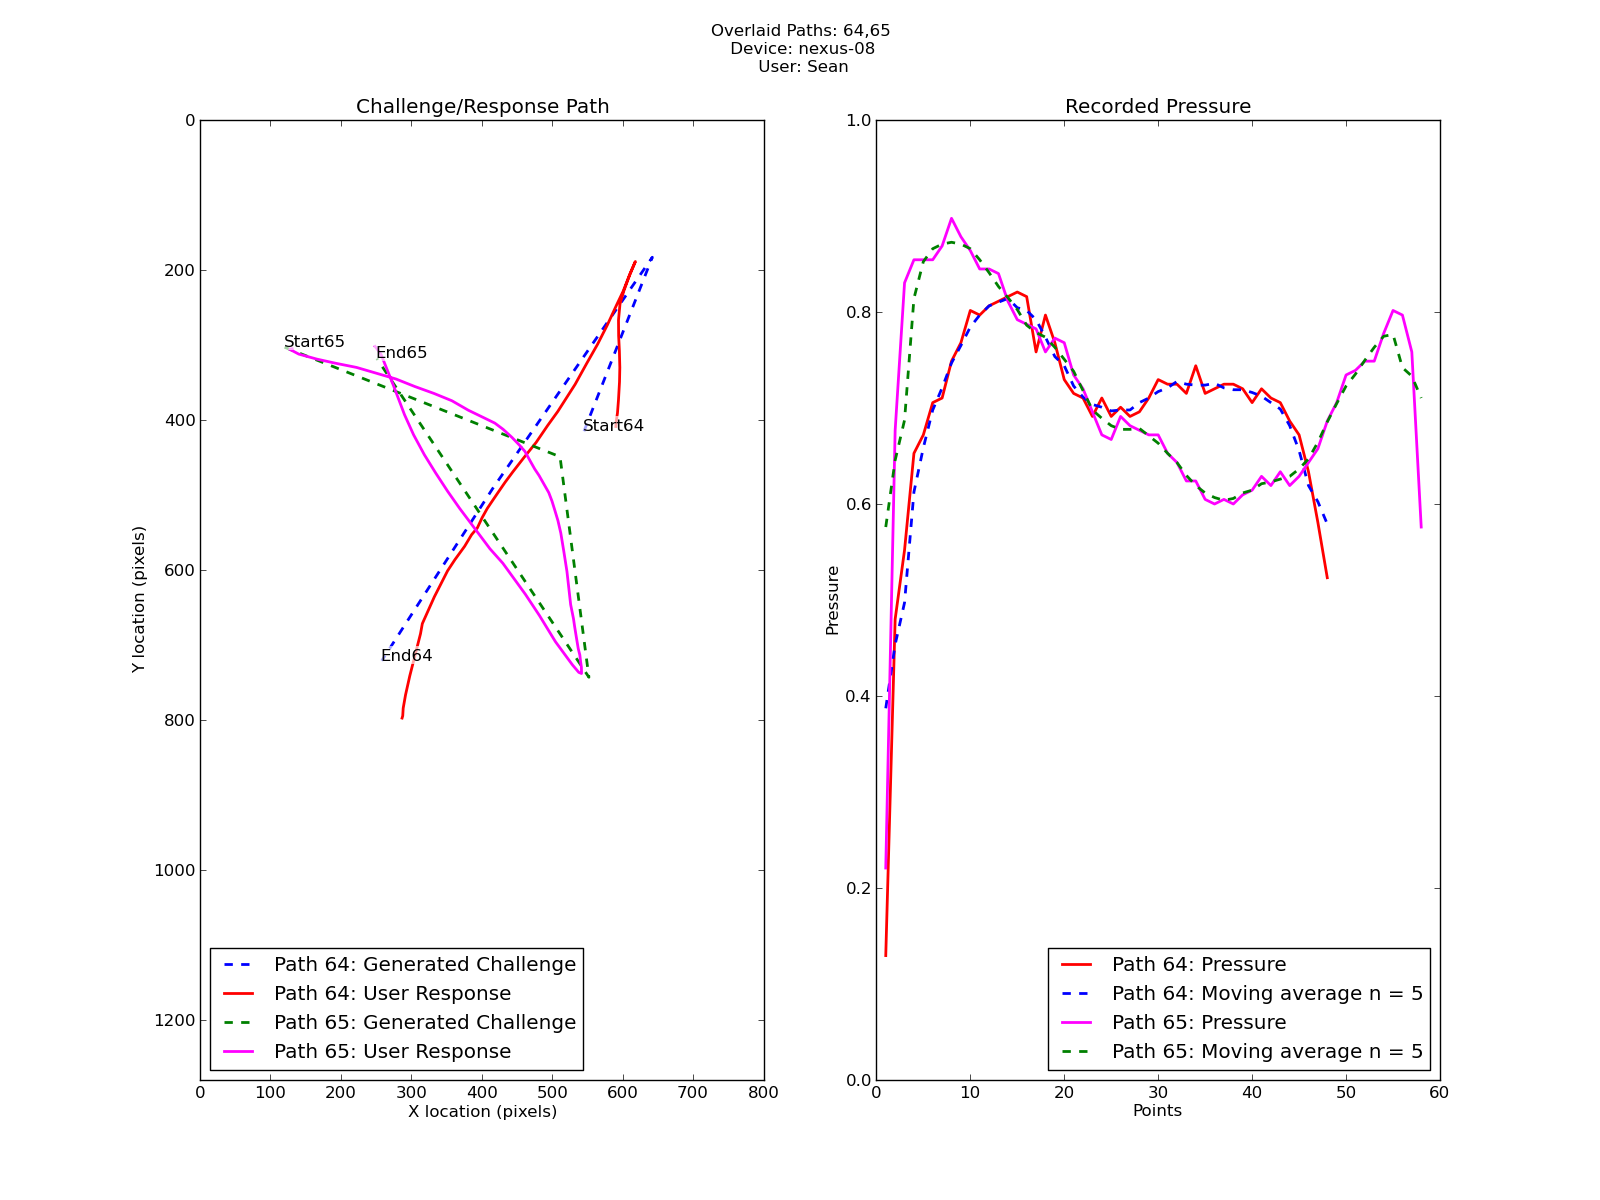 Overlaid Paths: 64,65
Device: nexus-08
User: Sean
Challenge/Response Path
0
200
400
600
800
1000
1200
Y location (pixels)
Start65
End65
Start64
End64
Path 64: Generated Challenge
Path 64: User Response
Path 65: Generated Challenge
Path 65: User Response
0 100 200 300 400 500 600 700 800
X location (pixels)
Recorded Pressure
1.0
0.8
0.6
0.4
0.2
0.0
Pressure
Path 64: Pressure
Path 64: Moving average n = 5
Path 65: Pressure
Path 65: Moving average n = 5
0 10 20 30 40 50 60
Points